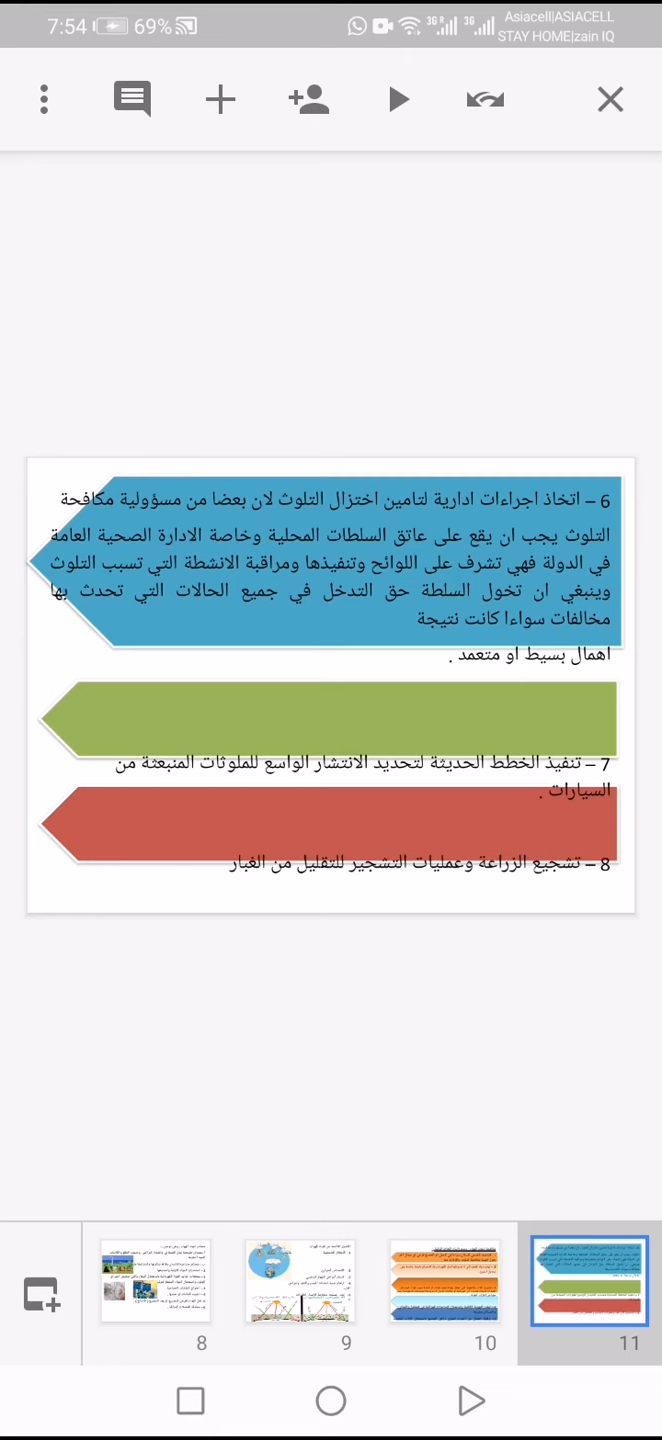 7:54
69%
3G R
3G
Asiacell|ASIACELL
STAY HOME|zain IQ
6 – اتخاذ اجراءات ادارية لتامين اختزال التلوث لان بعضا من مسؤولية مكافحة
التلوث يجب ان يقع على عاتق السلطات المحلية وخاصة الادارة الصحية العامة
في الدولة فهي تشرف على اللوائح وتنفيذها ومراقبة الانشطة التي تسبب التلوث
وينبغي ان تخول السلطة حق التدخل في جميع الحالات التي تحدث بها
مخالفات سواءا كانت نتيجة
اهمال بسيط او متعمد .
7 – تنفيذ الخطط الحديثة لتحديد الانتشار الواسع للملوثات المنبعثة من
السيارات .
8 – تشجيع الزراعة وعمليات التشجير للتقليل من الغبار
8
9
10
11